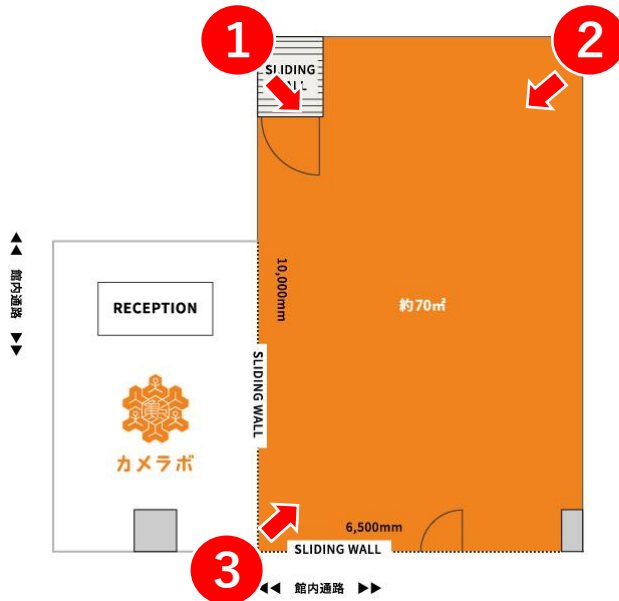 1
2
SLIDING
WALL
館内通路
10,000mm
約70㎡
RECEPTION
SLIDING WALL
カメラボ
6,500mm
3
SLIDING WALL
館内通路